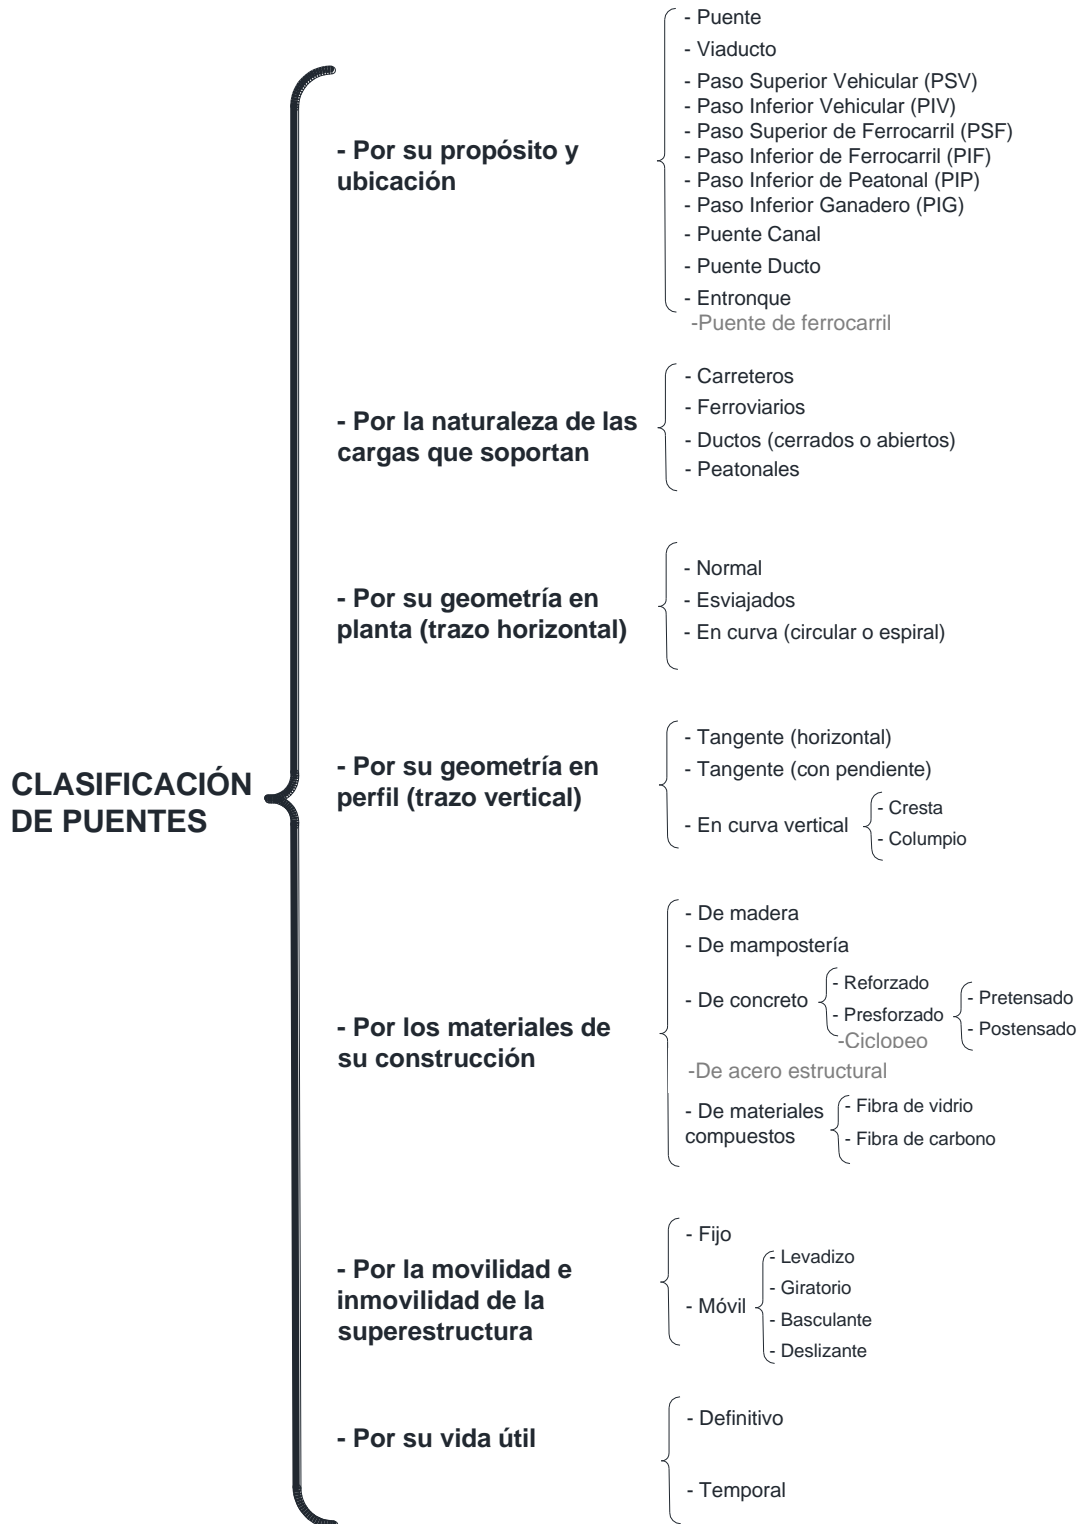 CLASIFICACIÓN
DE PUENTES
- Por su propósito y
ubicación
- Puente
- Viaducto
- Paso Superior Vehicular (PSV)
- Paso Inferior Vehicular (PIV)
- Paso Superior de Ferrocarril (PSF)
- Paso Inferior de Ferrocarril (PIF)
- Paso Inferior de Peatonal (PIP)
- Paso Inferior Ganadero (PIG)
- Puente Canal
- Puente Ducto
- Entronque
-Puente de ferrocarril
- Por la naturaleza de las
cargas que soportan
- Carreteros
- Ferroviarios
- Ductos (cerrados o abiertos)
- Peatonales
- Por su geometría en
planta (trazo horizontal)
- Normal
- Esviajados
- En curva (circular o espiral)
- Por su geometría en
perfil (trazo vertical)
- Tangente (horizontal)
- Tangente (con pendiente)
- En curva vertical
- Cresta
- Columpio
- Por los materiales de
su construcción
- De madera
- De mampostería
- De concreto
- Reforzado
- Presforzado
- Pretensado
- Postensado
-Ciclopeo
-De acero estructural
- De materiales
compuestos
- Fibra de vidrio
- Fibra de carbono
- Por la movilidad e
inmovilidad de la
superestructura
- Fijo
- Móvil
- Levadizo
- Giratorio
- Basculante
- Deslizante
- Por su vida útil
- Definitivo
- Temporal